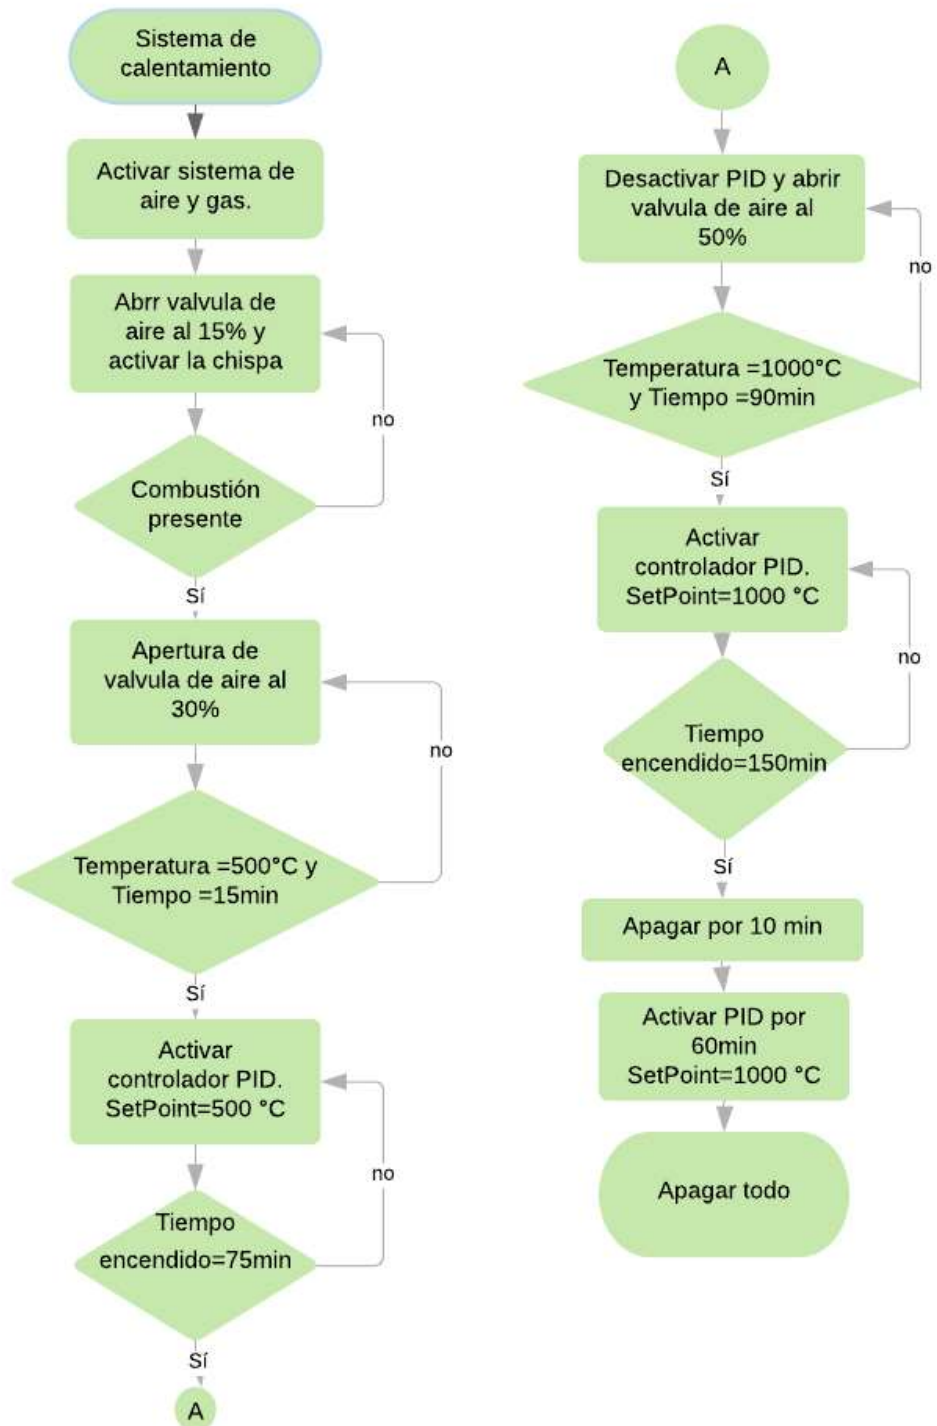 Sistema de
calentamiento
Activar sistema de
aire y gas.
Abrr valvula de
aire al 15% y
activar la chispa
no
Combustión
presente
Sí
Apertura de
valvula de aire al
30%
no
Temperatura =500°C y
Tiempo =15min
Sí
Activar
controlador PID.
SetPoint=500 °C
no
Tiempo
encendido=75min
Sí
A
A
Desactivar PID y abrir
valvula de aire al
50%
no
Temperatura =1000°C
y Tiempo =90min
Sí
Activar
controlador PID.
SetPoint=1000 °C
no
Tiempo
encendido=150min
Sí
Apagar por 10 min
Activar PID por
60min
SetPoint=1000 °C
Apagar todo